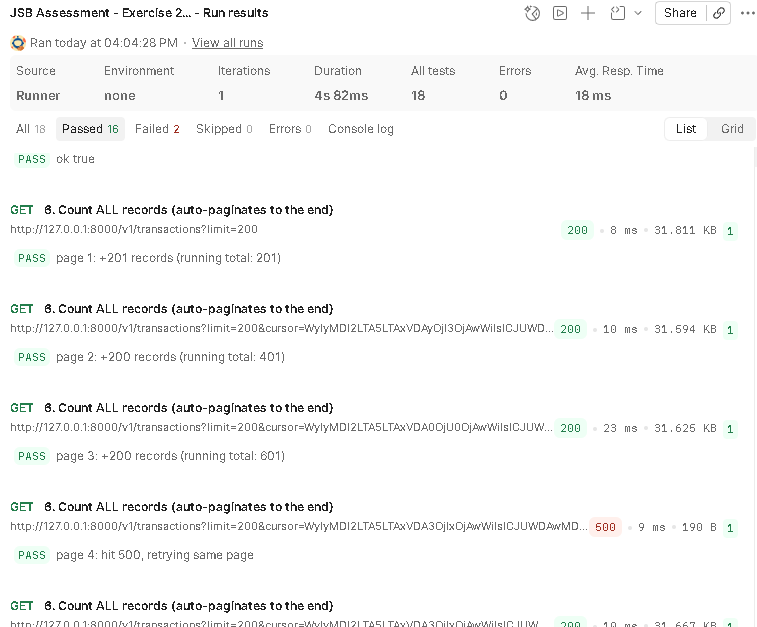 JSB Assessment - Exercise 2... - Run results
Share
Ran today at 04:04:28 PM · View all runs
Source Environment Iterations Duration All tests Errors Avg. Resp. Time
Runner none 1 4s 82ms 18 0 18 ms
All 18 Passed 16 Failed 2 Skipped 0 Errors 0 Console log List Grid
PASS ok true
GET 6. Count ALL records (auto-paginates to the end)
http://127.0.0.1:8000/v1/transactions?limit=200 200 • 8 ms • 31.811 KB 1
PASS page 1: +201 records (running total: 201)
GET 6. Count ALL records (auto-paginates to the end)
http://127.0.0.1:8000/v1/transactions?limit=200&cursor=WyIyMDI2LTA5LTAxVDAyOjI3OjAwWiIsICJUWD... 200 • 10 ms • 31.594 KB 1
PASS page 2: +200 records (running total: 401)
GET 6. Count ALL records (auto-paginates to the end)
http://127.0.0.1:8000/v1/transactions?limit=200&cursor=WyIyMDI2LTA5LTAxVDA0OjU0OjAwWiIsICJUW... 200 • 23 ms • 31.625 KB 1
PASS page 3: +200 records (running total: 601)
GET 6. Count ALL records (auto-paginates to the end)
http://127.0.0.1:8000/v1/transactions?limit=200&cursor=WyIyMDI2LTA5LTAxVDA3OjIxOjAwWiIsICJUWDAwMD... 500 • 9 ms • 190 B 1
PASS page 4: hit 500, retrying same page
GET 6. Count ALL records (auto-paginates to the end)
http://127.0.0.1:8000/v1/transactions?limit=200&cursor=WyIyMDI2LTA5LTAxVDA3OjIxOjAwWiIsICJUW... 200 • 10 ms • 31.667 KB 1